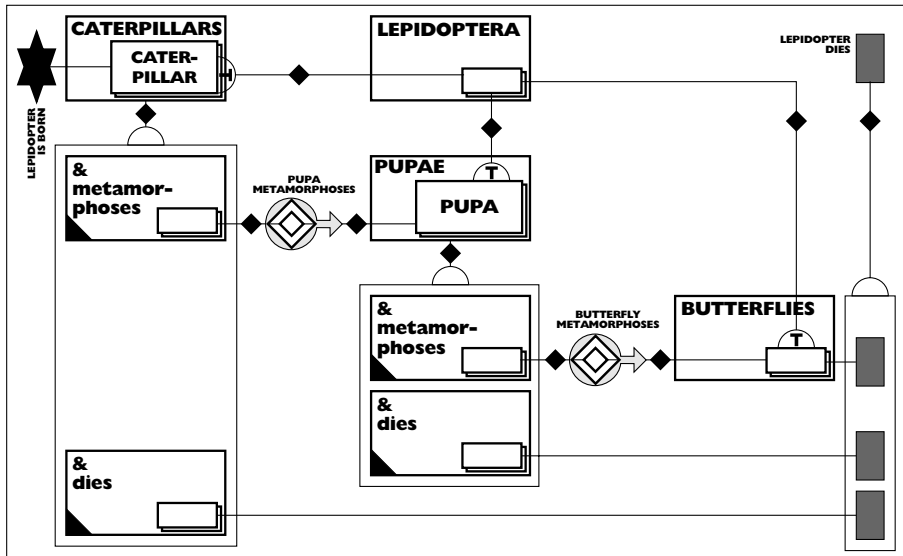 CATERPILLARS
CATER-
PILLAR
T
LEPIDOPTER
IS BORN
LEPIDOPTERA
LEPIDOPTER
DIES
&
metamor-
phoses
PUPA
METAMORPHOSES
PUPAE
T
PUPA
&
metamor-
phoses
BUTTERFLY
METAMORPHOSES
BUTTERFLIES
T
&
dies
&
dies